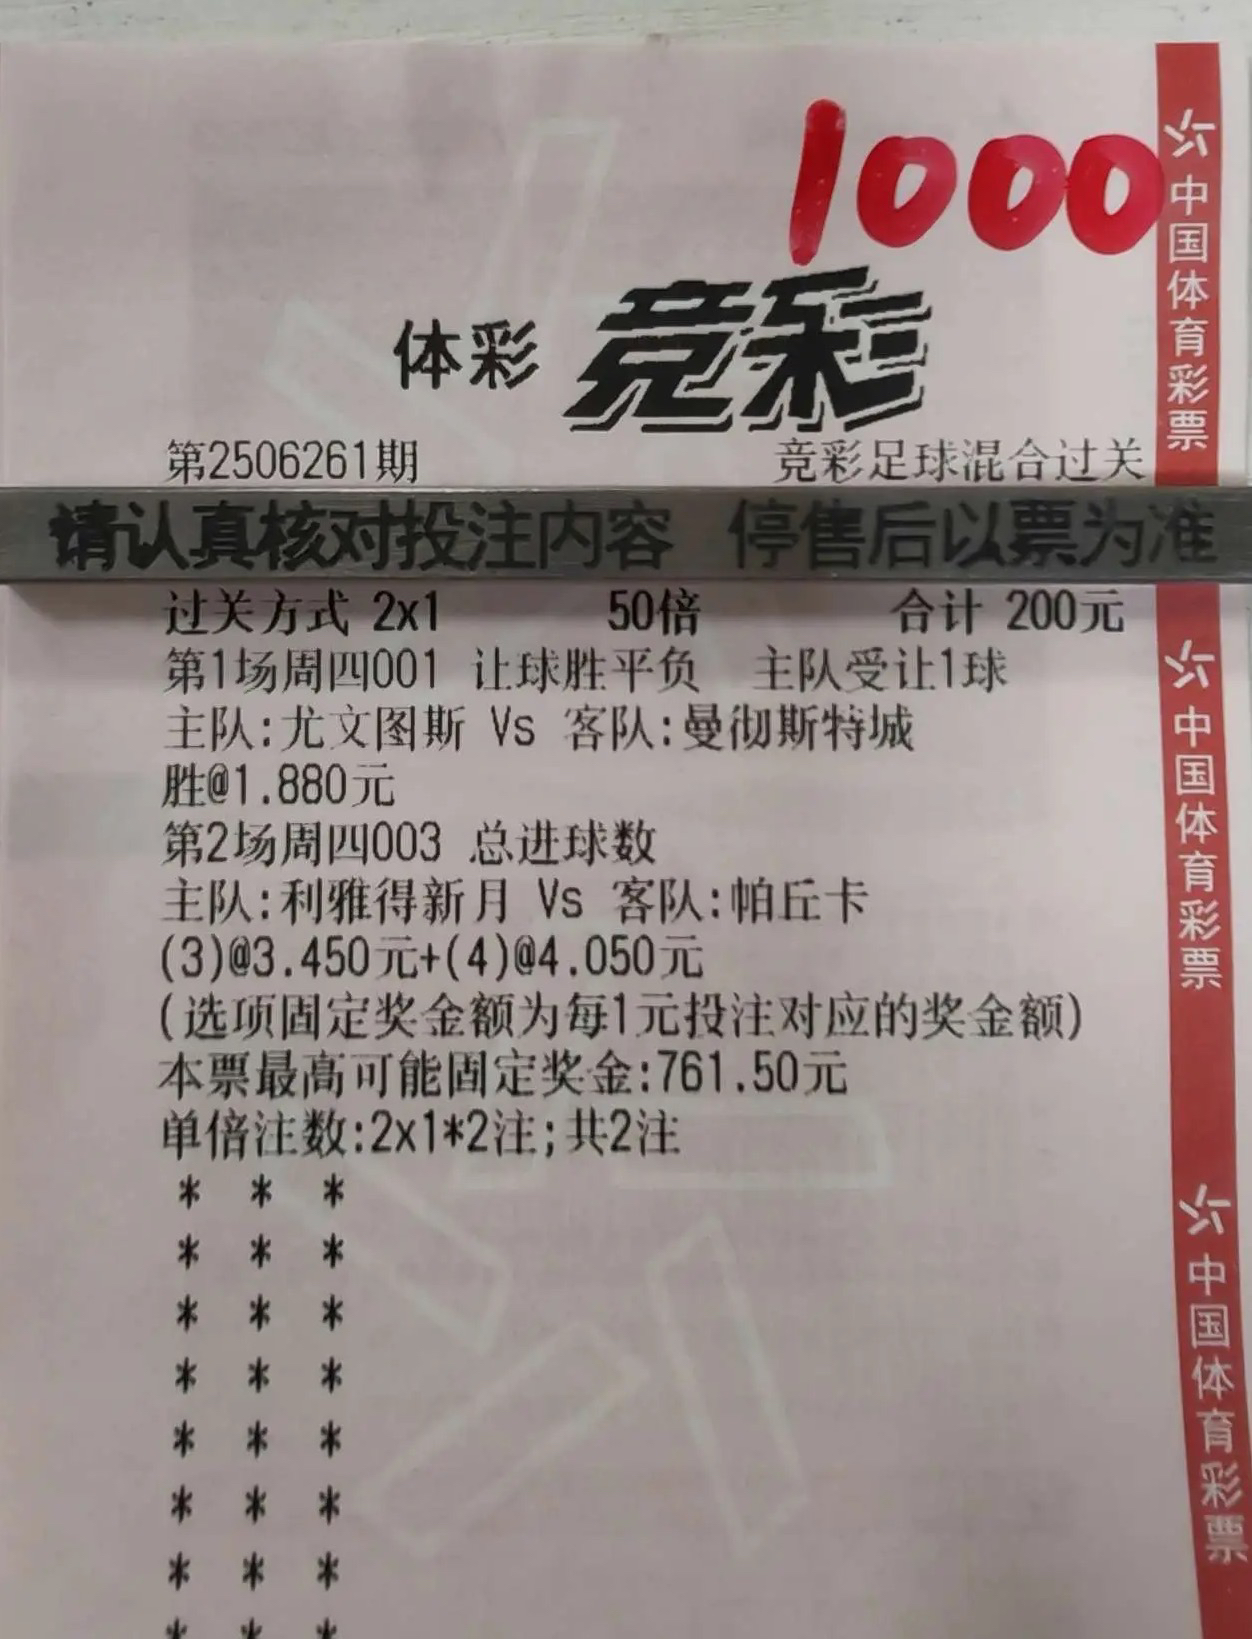 1000
体彩 竞彩
第2506261期 竞彩足球混合过关
请认真核对投注内容 停售后以票为准
过关方式 2x1 50倍 合计 200元
第1场周四001 让球胜平负 主队受让1球
主队:尤文图斯 Vs 客队:曼彻斯特城
胜@1.880元
第2场周四003 总进球数
主队:利雅得新月 Vs 客队:帕丘卡
(3)@3.450元+(4)@4.050元
(选项固定奖金额为每1元投注对应的奖金额)
本票最高可能固定奖金:761.50元
单倍注数:2x1*2注;共2注
* * *
* * *
* * *
* * *
* * *
* * *
* * *
* * *
中国体育彩票
中国体育彩票
中国体育彩票